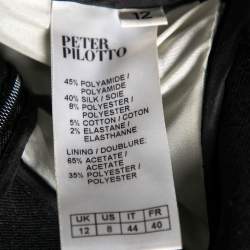 12
PETER
PILOTTO
45% POLYAMIDE /
POLYAMIDE
40% SILK / SOIE
8% POLYESTER /
POLYESTER
5% COTTON / COTON
2% ELASTANE /
ELASTHANNE
LINING / DOUBLURE:
65% ACETATE /
ACETATE
35% POLYESTER /
POLYESTER
UK US IT FR
12 8 44 40